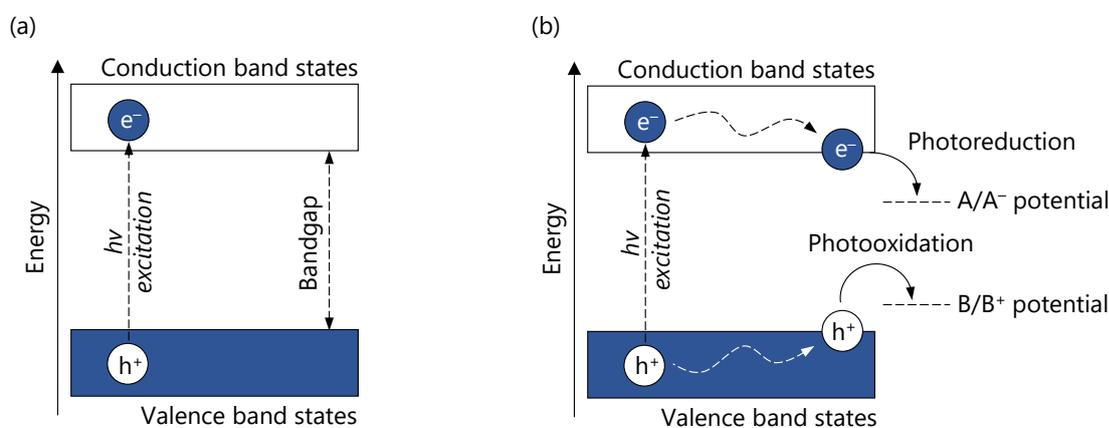 (a)
Conduction band states
e⁻
Energy
hv
excitation
Bandgap
h⁺
Valence band states
(b)
Conduction band states
e⁻
e⁻
Photoreduction
A/A⁻ potential
Energy
hv
excitation
Photooxidation
B/B⁺ potential
h⁺
h⁺
Valence band states